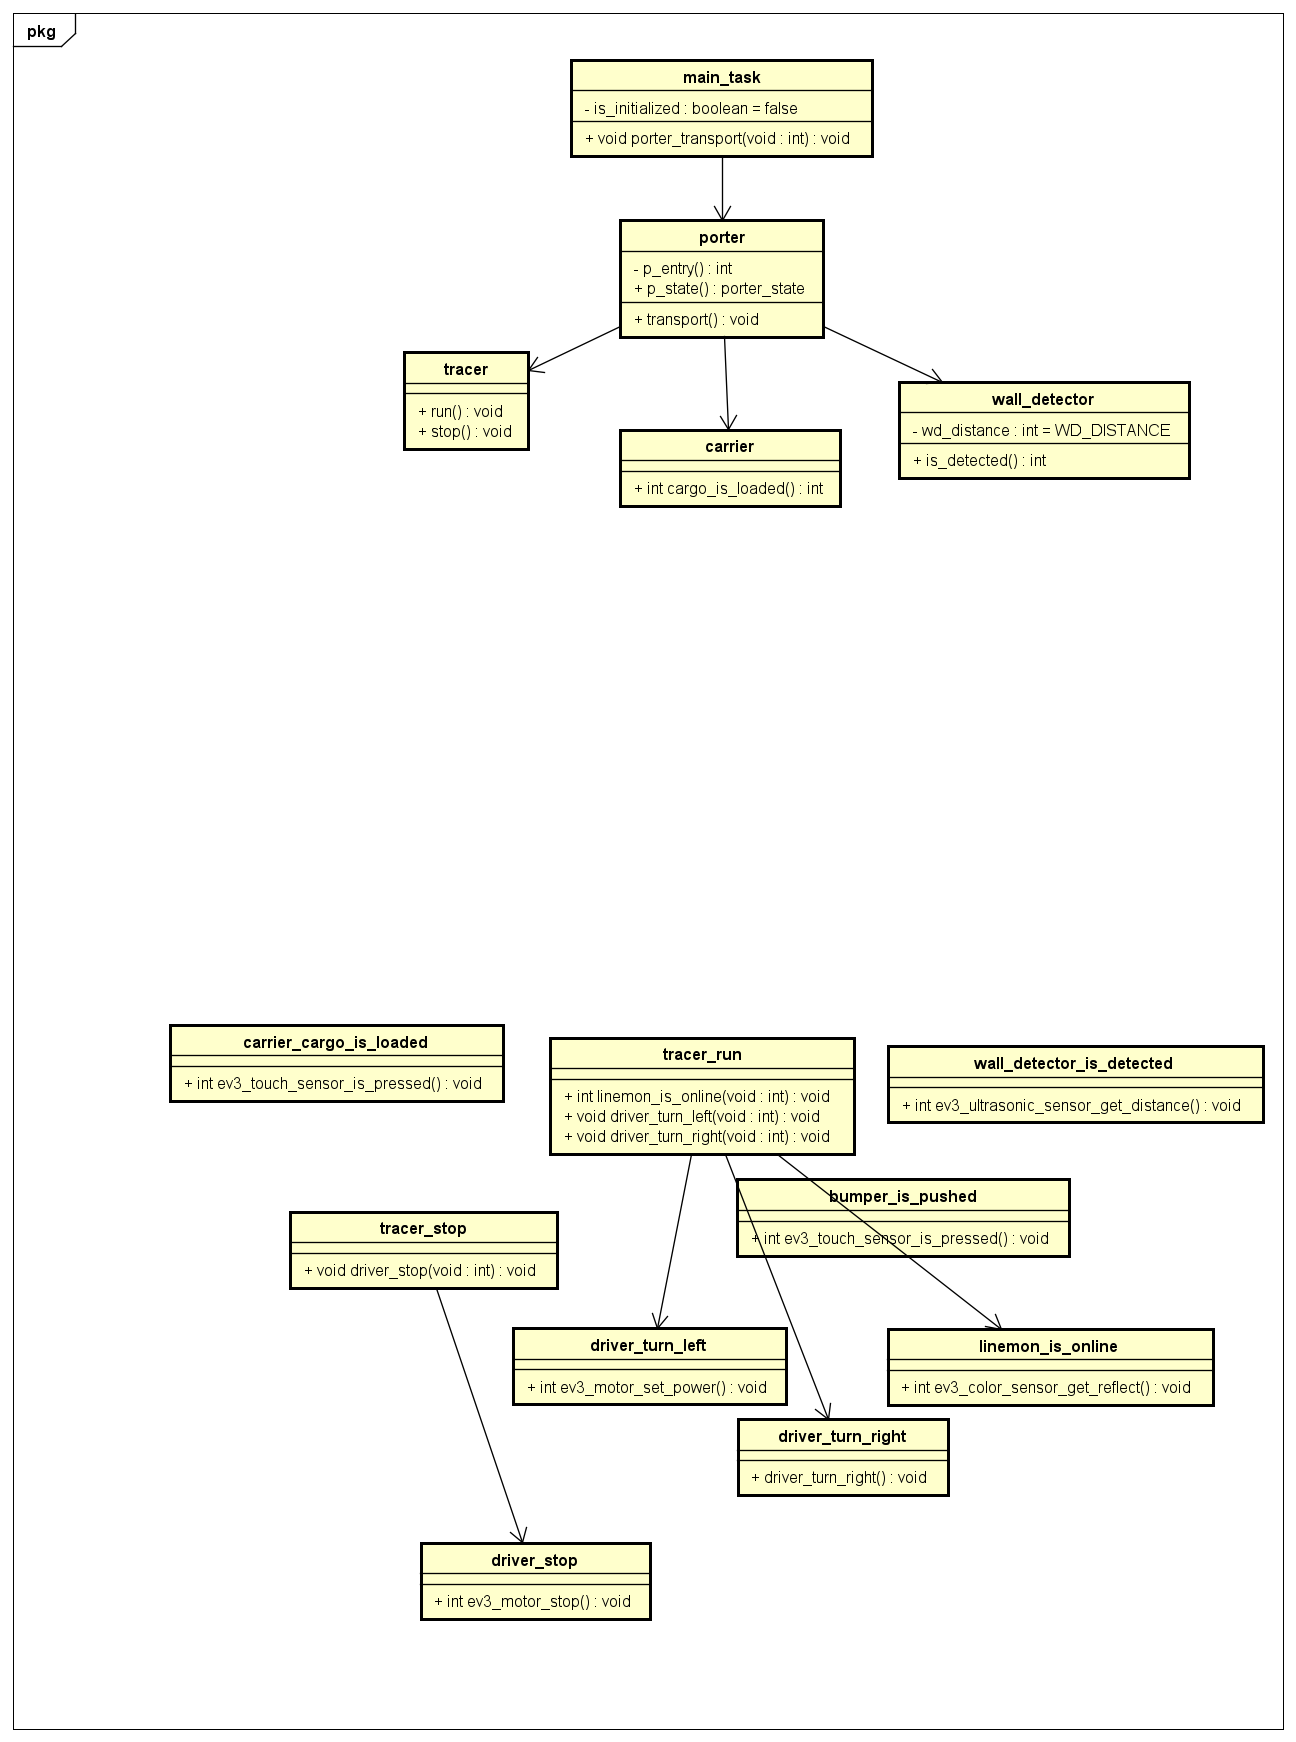 pkg
main_task
- is_initialized : boolean = false
+ void porter_transport(void : int) : void
porter
- p_entry() : int
+ p_state() : porter_state
+ transport() : void
tracer
+ run() : void
+ stop() : void
carrier
+ int cargo_is_loaded() : int
wall_detector
- wd_distance : int = WD_DISTANCE
+ is_detected() : int
carrier_cargo_is_loaded
+ int ev3_touch_sensor_is_pressed() : void
tracer_run
+ int linemon_is_online(void : int) : void
+ void driver_turn_left(void : int) : void
+ void driver_turn_right(void : int) : void
wall_detector_is_detected
+ int ev3_ultrasonic_sensor_get_distance() : void
bumper_is_pushed
+ int ev3_touch_sensor_is_pressed() : void
tracer_stop
+ void driver_stop(void : int) : void
driver_turn_left
+ int ev3_motor_set_power() : void
linemon_is_online
+ int ev3_color_sensor_get_reflect() : void
driver_turn_right
+ driver_turn_right() : void
driver_stop
+ int ev3_motor_stop() : void